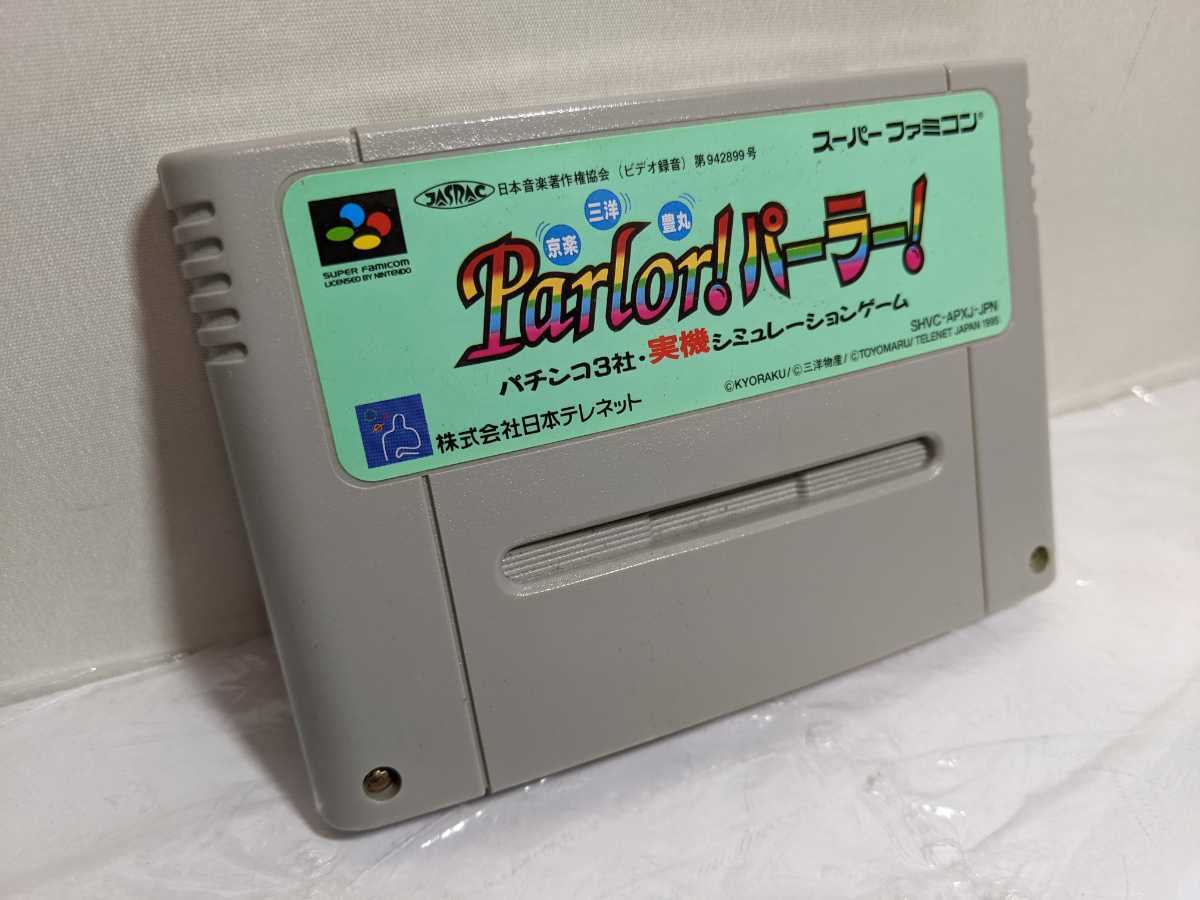 スーパーファミコン®
JASRAC 日本音楽著作権協会(ビデオ録音)第942899号
SUPER FAMICOM
LICENSED BY NINTENDO
京楽 三洋 豊丸
Parlor! パーラー!
パチンコ3社・実機シミュレーションゲーム
SHVC-APXJ-JPN
©KYORAKU/©三洋物産/©TOYOMARU/TELENET JAPAN 1995
株式会社日本テレネット